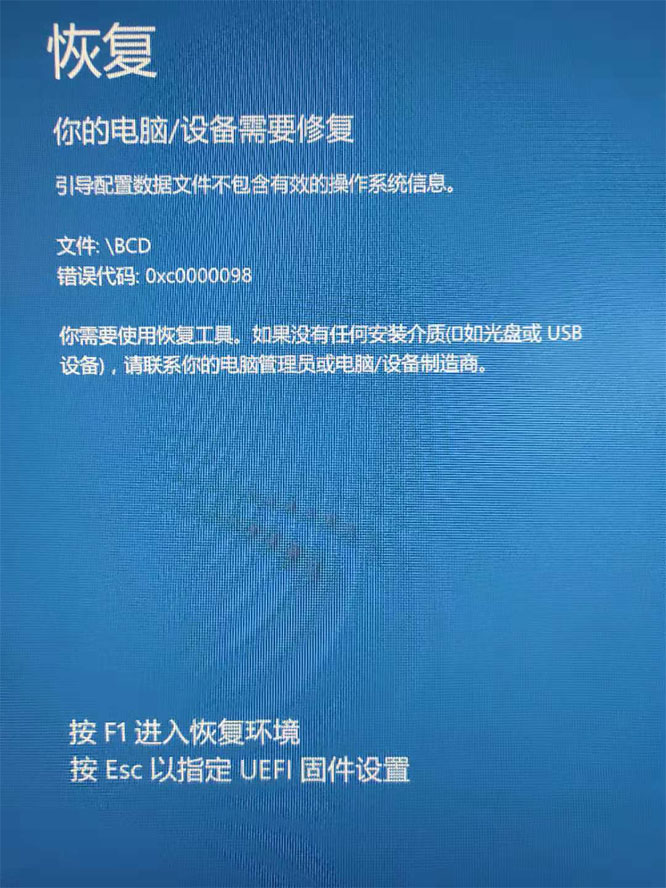 恢复
你的电脑/设备需要修复
引导配置数据文件不包含有效的操作系统信息。
文件: \BCD
错误代码: 0xc0000098
你需要使用恢复工具。如果没有任何安装介质(▯如光盘或 USB
设备)，请联系你的电脑管理员或电脑/设备制造商。
按 F1 进入恢复环境
按 Esc 以指定 UEFI 固件设置